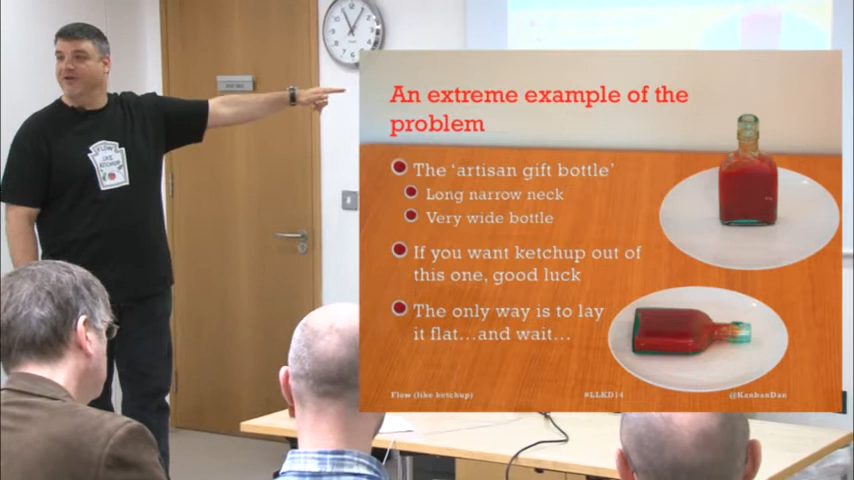 FLOW
LIKE
KETCHUP
An extreme example of the
problem
The ‘artisan gift bottle’
Long narrow neck
Very wide bottle
If you want ketchup out of
this one, good luck
The only way is to lay
it flat...and wait...
Flow (like ketchup)
#LLKD14
@KanbanDan